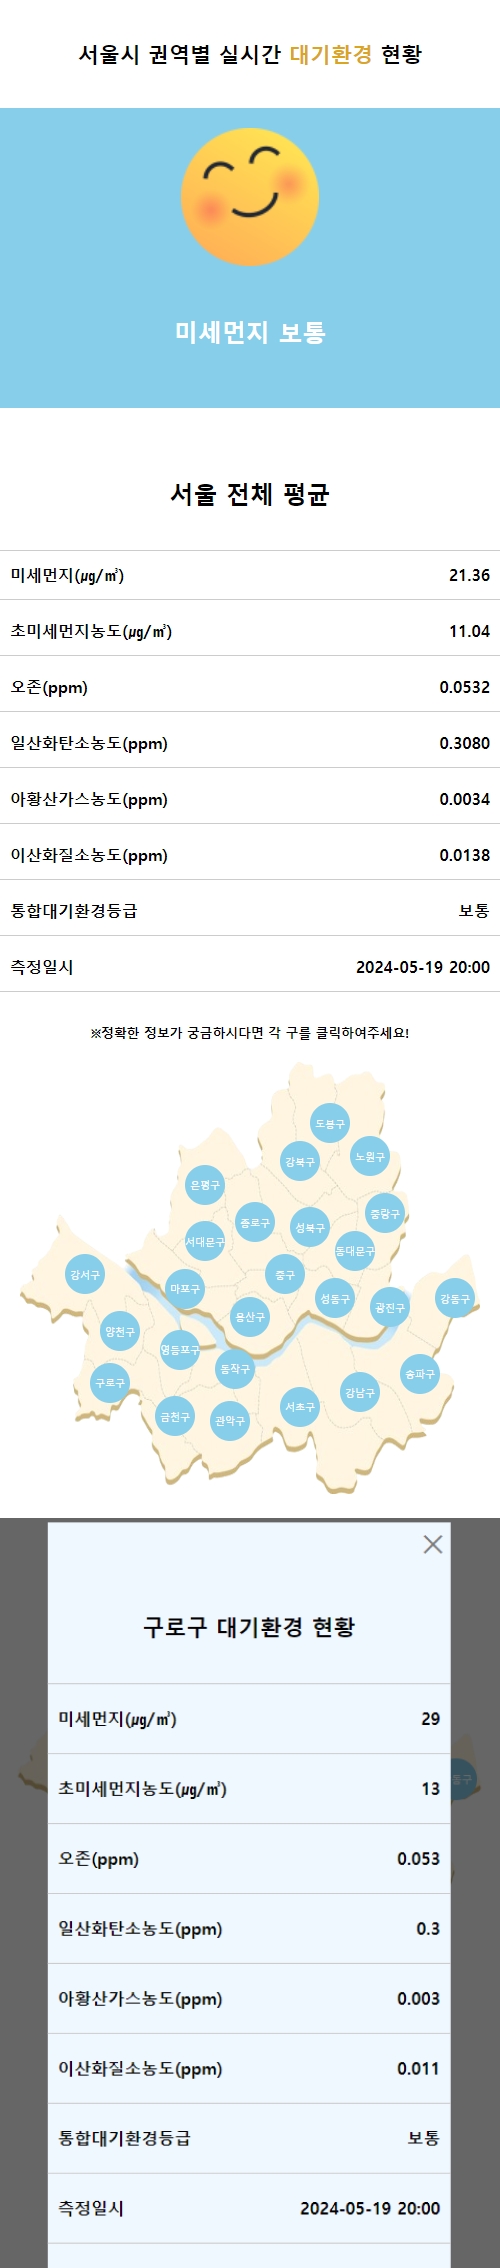 서울시 권역별 실시간 대기환경 현황
미세먼지 보통
서울 전체 평균
미세먼지(㎍/㎥) 21.36
초미세먼지농도(㎍/㎥) 11.04
오존(ppm) 0.0532
일산화탄소농도(ppm) 0.3080
아황산가스농도(ppm) 0.0034
이산화질소농도(ppm) 0.0138
통합대기환경등급 보통
측정일시 2024-05-19 20:00
※정확한 정보가 궁금하시다면 각 구를 클릭하여주세요!
도봉구
강북구
노원구
은평구
종로구
성북구
중랑구
서대문구
동대문구
강서구
마포구
중구
성동구
광진구
강동구
양천구
용산구
영등포구
동작구
구로구
송파구
금천구
관악구
서초구
강남구
구로구 대기환경 현황
미세먼지(㎍/㎥) 29
초미세먼지농도(㎍/㎥) 13
동구
오존(ppm) 0.053
일산화탄소농도(ppm) 0.3
아황산가스농도(ppm) 0.003
이산화질소농도(ppm) 0.011
통합대기환경등급 보통
측정일시 2024-05-19 20:00